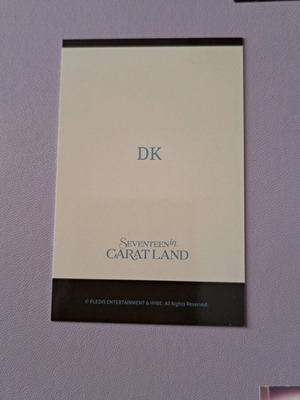 DK
SEVENTEEN in
CARAT LAND
© PLEDIS ENTERTAINMENT & HYBE. All Rights Reserved.